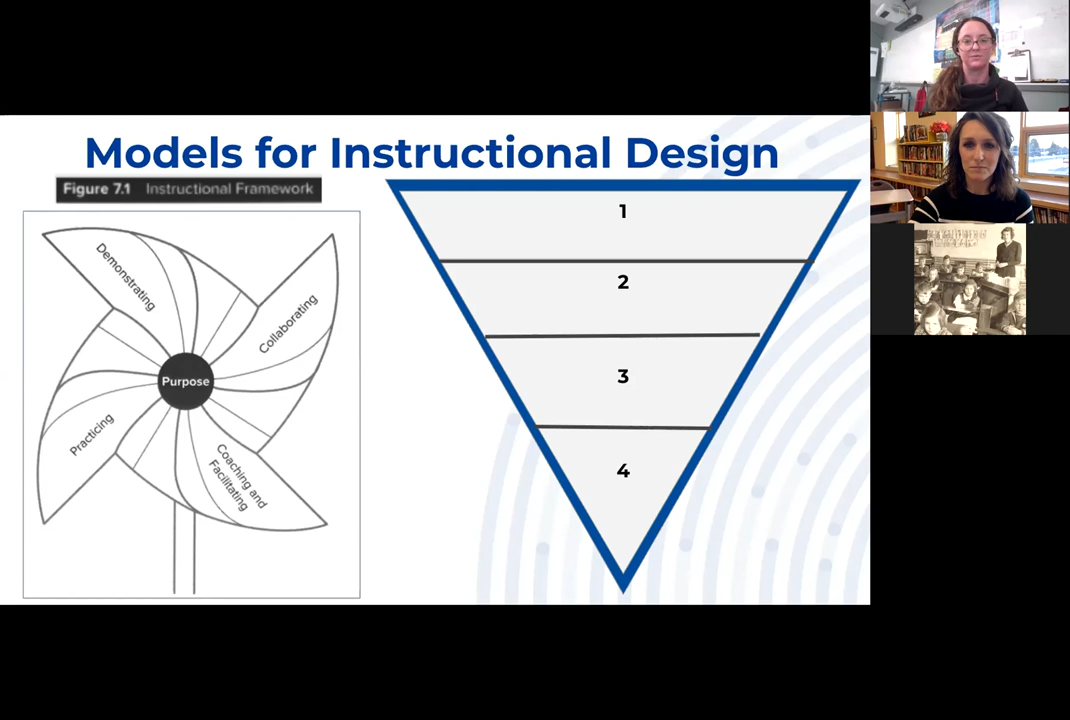 Models for Instructional Design
Figure 7.1 Instructional Framework
Demonstrating
Collaborating
Purpose
Practicing
Coaching and
Facilitating
1
2
3
4